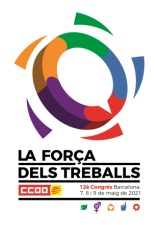 LA FORÇA
DELS TREBALLS
CCOO
12è Congrés Barcelona,
7, 8 i 9 de maig de 2021